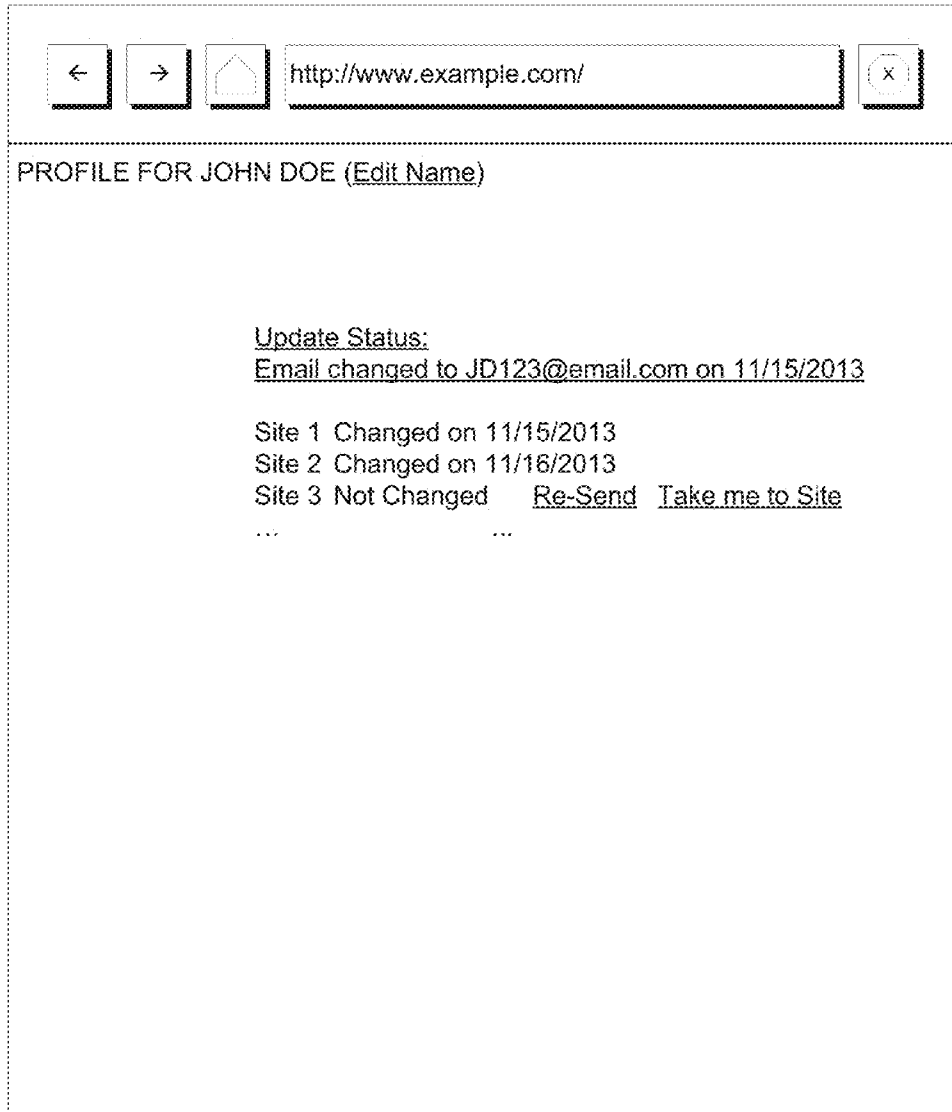 ← → http://www.example.com/ x
PROFILE FOR JOHN DOE (Edit Name)
Update Status:
Email changed to JD123@email.com on 11/15/2013
Site 1 Changed on 11/15/2013
Site 2 Changed on 11/16/2013
Site 3 Not Changed Re-Send Take me to Site